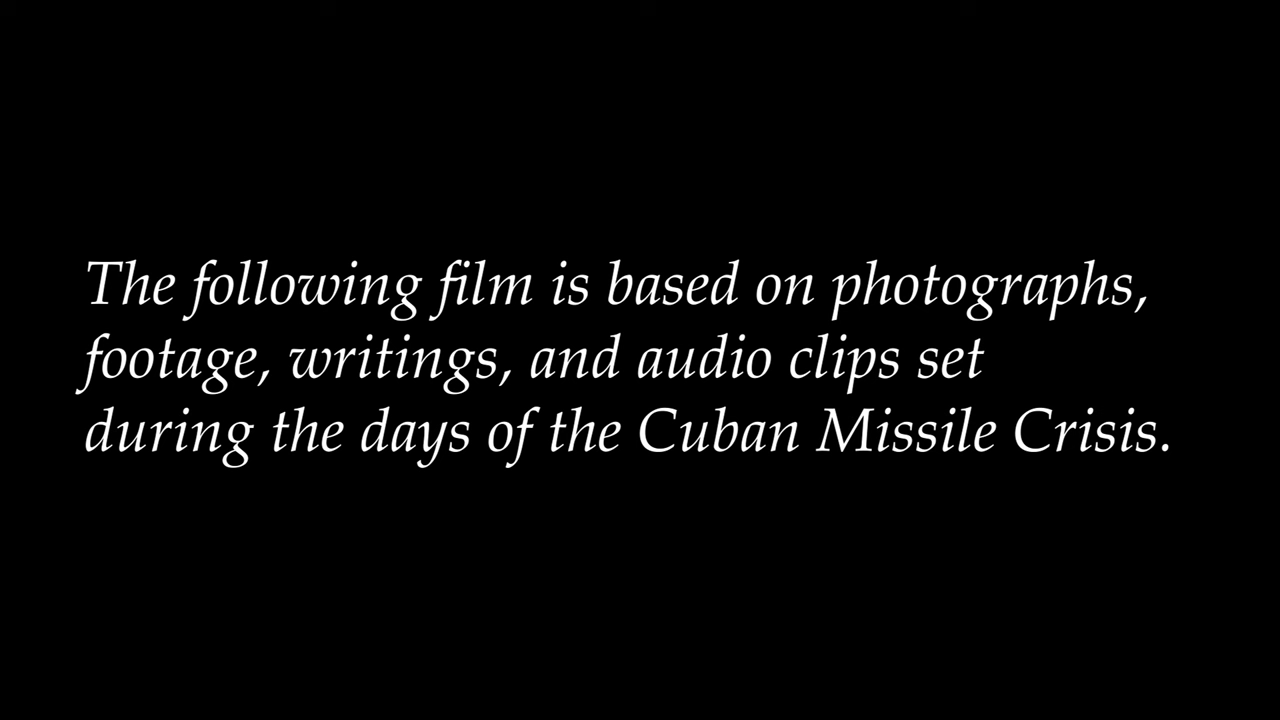 The following film is based on photographs,
footage, writings, and audio clips set
during the days of the Cuban Missile Crisis.